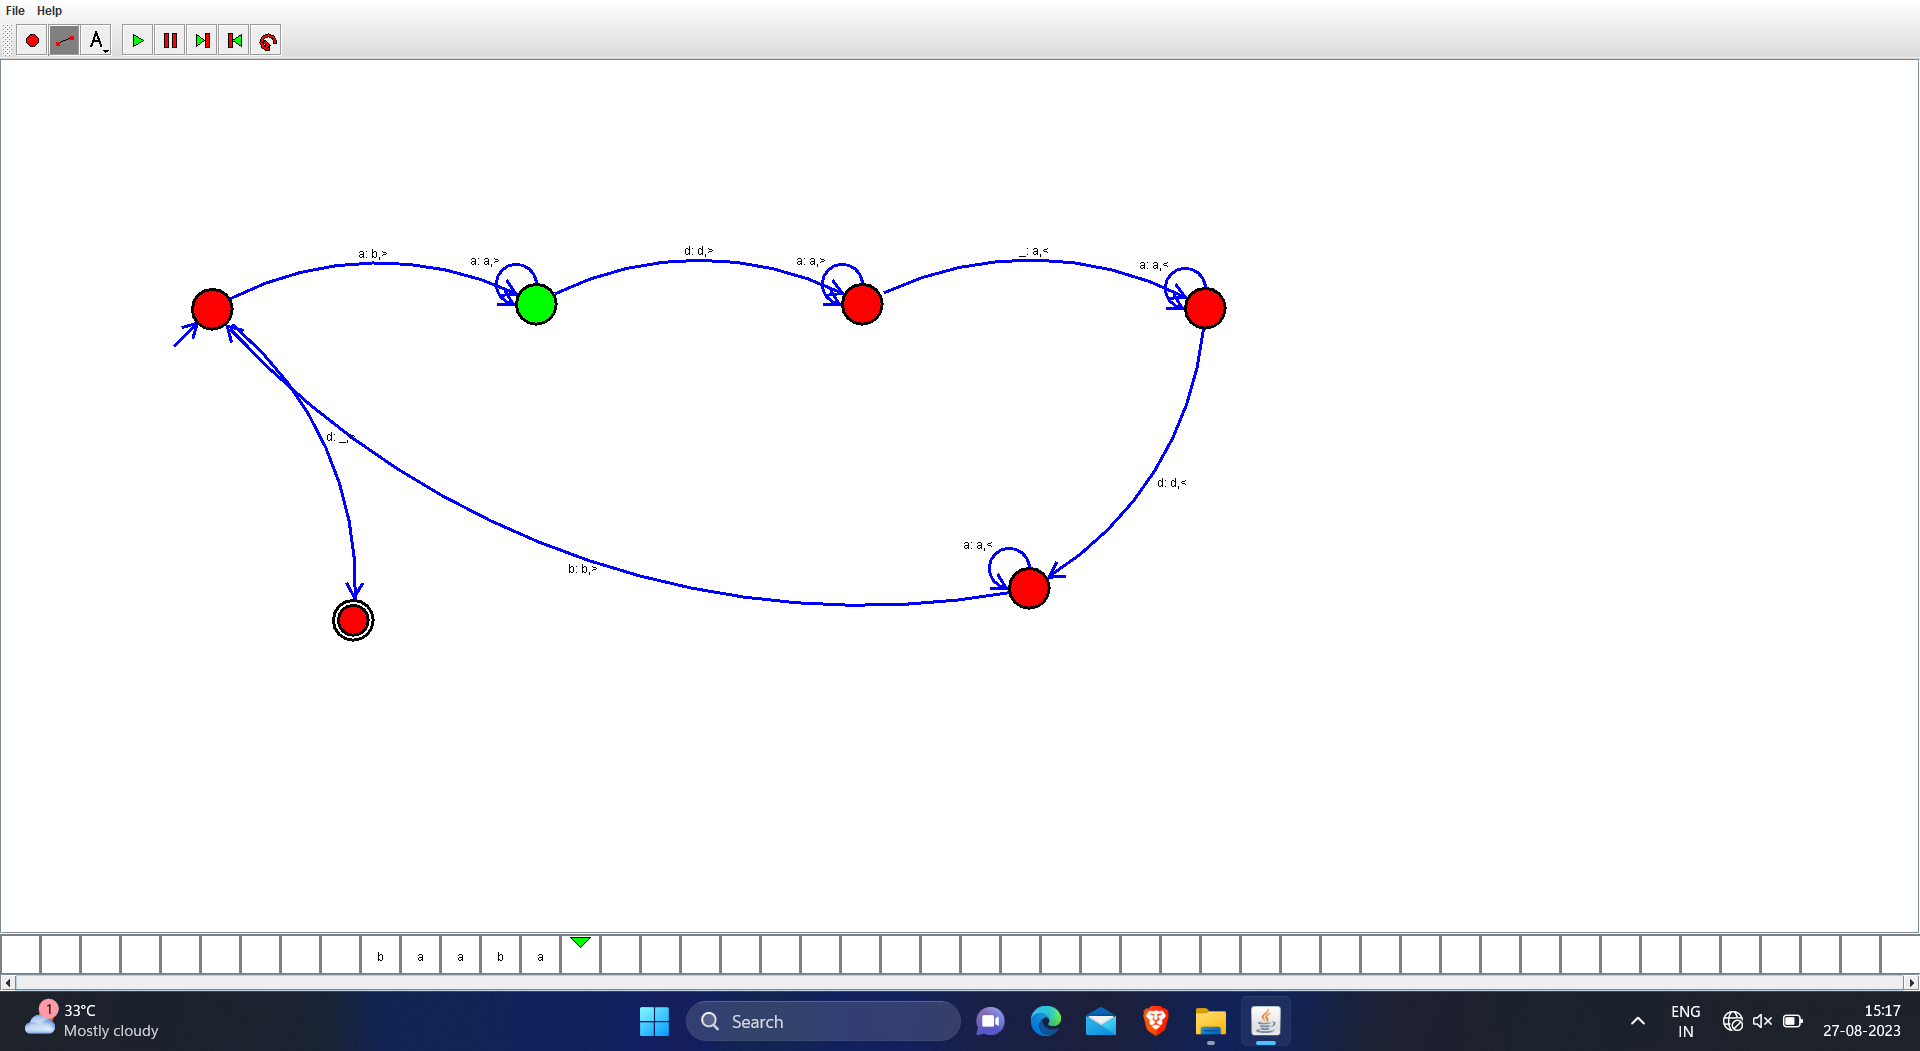 File Help
A
a: b,>
a: a,>
d: d,>
a: a,>
_: a,<
a: a,<
d: _,
d: d,<
a: a,<
b: b,>
b a a b a
1
33°C
Mostly cloudy
Search
ENG
IN
15:17
27-08-2023